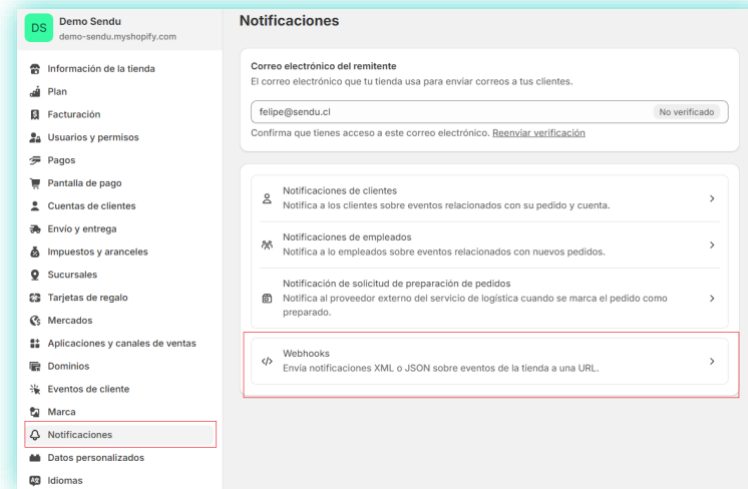 DS
Demo Sendu
demo-sendu.myshopify.com
Información de la tienda
Plan
Facturación
Usuarios y permisos
Pagos
Pantalla de pago
Cuentas de clientes
Envío y entrega
Impuestos y aranceles
Sucursales
Tarjetas de regalo
Mercados
Aplicaciones y canales de ventas
Dominios
Eventos de cliente
Marca
Notificaciones
Datos personalizados
Idiomas
Notificaciones
Correo electrónico del remitente
El correo electrónico que tu tienda usa para enviar correos a tus clientes.
felipe@sendu.cl
No verificado
Confirma que tienes acceso a este correo electrónico. Reenviar verificación
Notificaciones de clientes
Notifica a los clientes sobre eventos relacionados con su pedido y cuenta.
Notificaciones de empleados
Notifica a lo empleados sobre eventos relacionados con nuevos pedidos.
Notificación de solicitud de preparación de pedidos
Notifica al proveedor externo del servicio de logística cuando se marca el pedido como
preparado.
Webhooks
Envía notificaciones XML o JSON sobre eventos de la tienda a una URL.